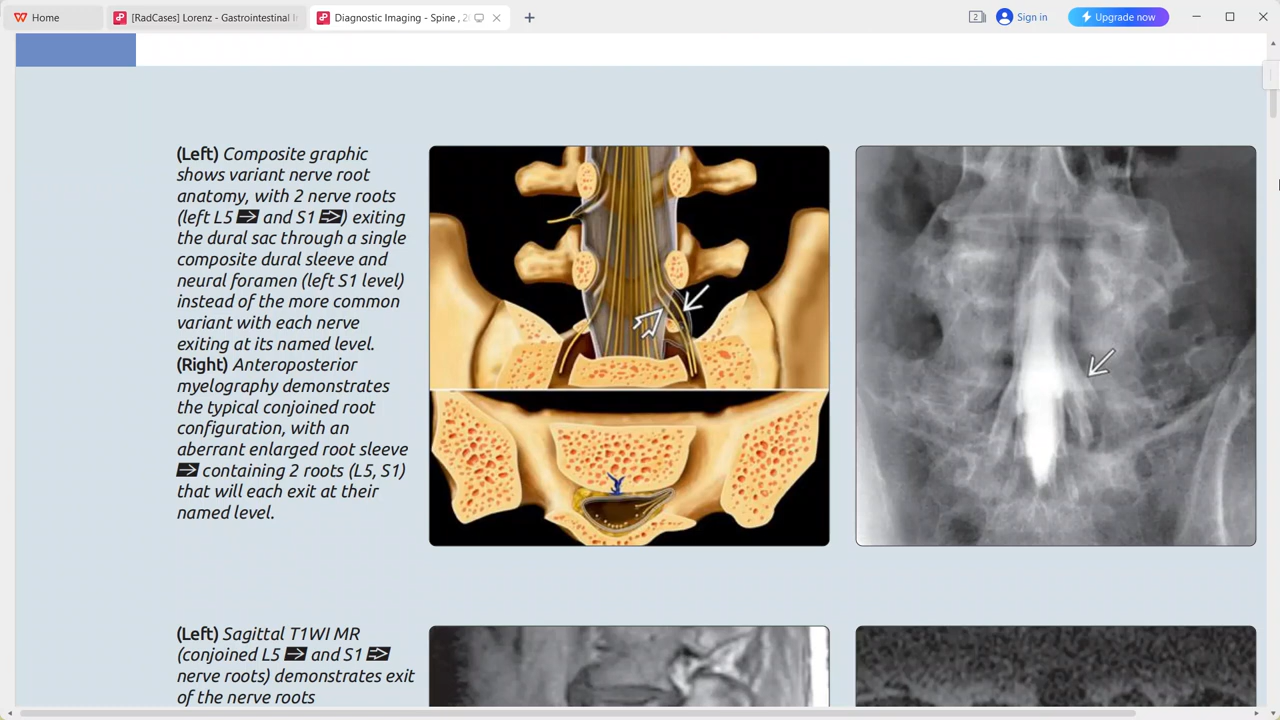 Home
[RadCases] Lorenz - Gastrointestinal
Diagnostic Imaging - Spine , 2
2
Sign in
Upgrade now
(Left) Composite graphic
shows variant nerve root
anatomy, with 2 nerve roots
(left L5 and S1) exiting
the dural sac through a single
composite dural sleeve and
neural foramen (left S1 level)
instead of the more common
variant with each nerve
exiting at its named level.
(Right) Anteroposterior
myelography demonstrates
the typical conjoined root
configuration, with an
aberrant enlarged root sleeve
containing 2 roots (L5, S1)
that will each exit at their
named level.
(Left) Sagittal T1WI MR
(conjoined L5 and S1
nerve roots) demonstrates exit
of the nerve roots